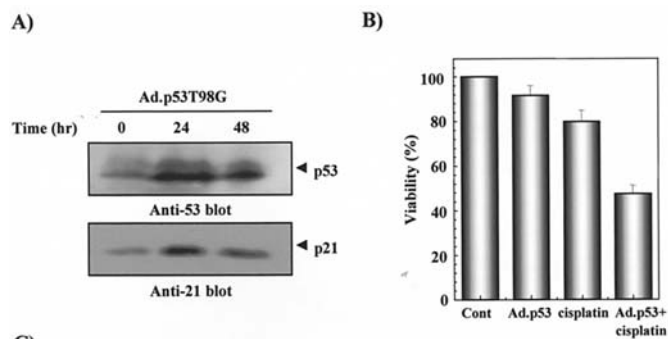 A)
Ad.p53T98G
Time (hr) 0 24 48
p53
Anti-53 blot
p21
Anti-21 blot
B)
Viability (%)
100
80
60
40
20
0
Cont Ad.p53 cisplatin Ad.p53+
cisplatin